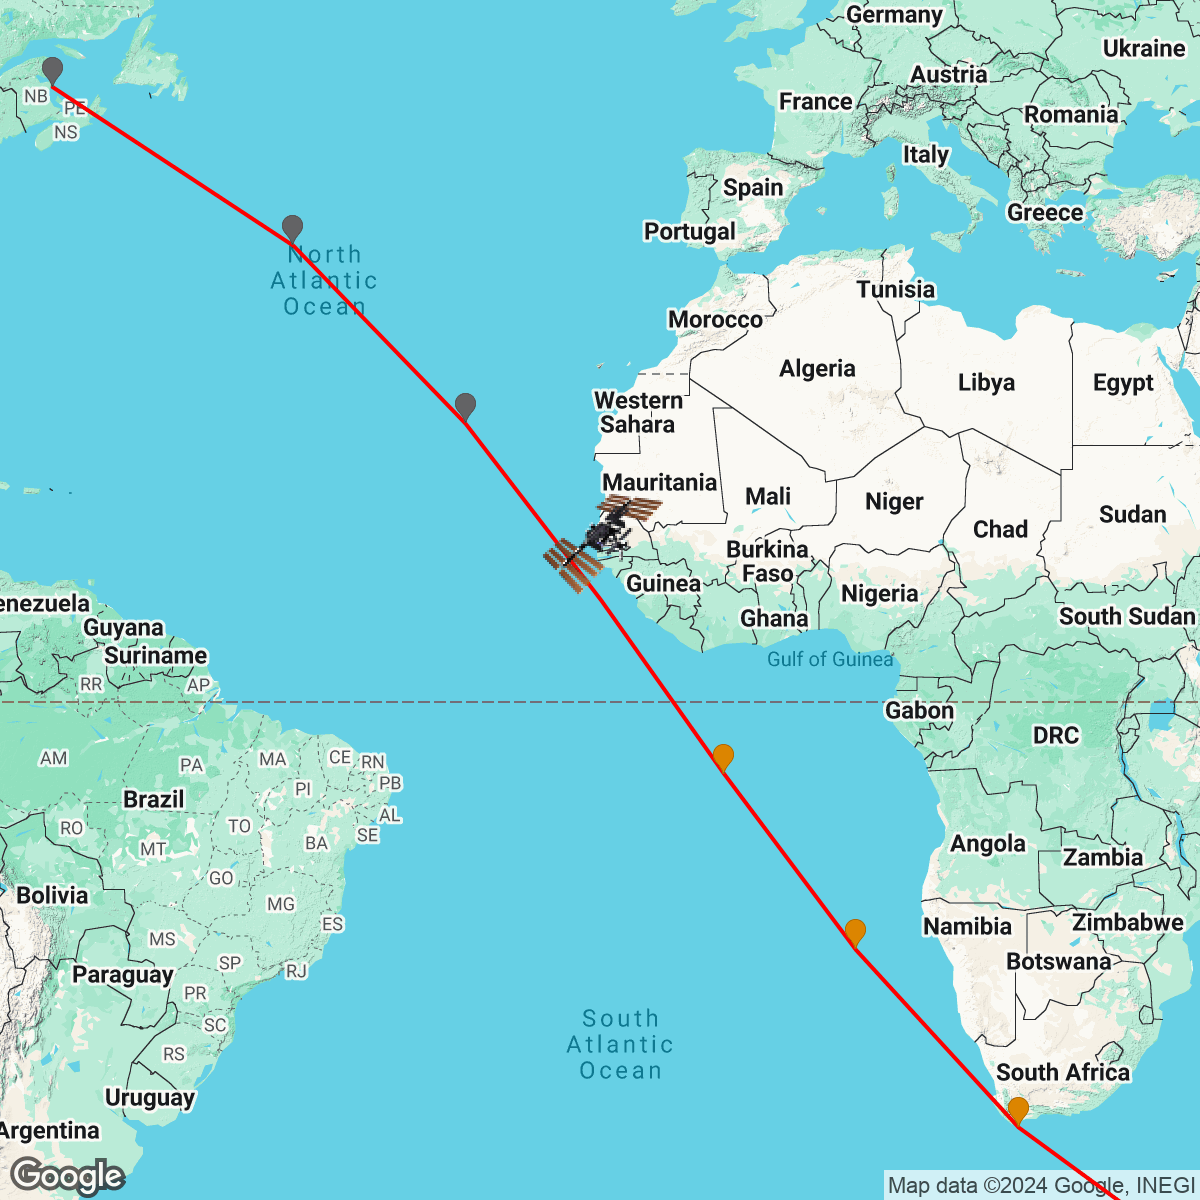 Germany
Ukraine
Austria
France
Romania
Italy
Spain
Greece
Portugal
NB
PE
NS
North
Atlantic
Ocean
Tunisia
Morocco
Algeria
Libya
Egypt
Western
Sahara
Mauritania
Mali
Niger
Chad
Sudan
Burkina
Faso
Guinea
Nigeria
Ghana
South Sudan
enezuela
Guyana
Suriname
Gulf of Guinea
RR
AP
Gabon
DRC
AM
PA
MA
CE
RN
PB
PI
Brazil
AL
TO
SE
RO
MT
BA
Angola
Zambia
GO
Bolivia
MG
ES
Namibia
Zimbabwe
MS
SP
RJ
Botswana
Paraguay
PR
SC
South
Atlantic
Ocean
RS
South Africa
Uruguay
Argentina
Google
Map data ©2024 Google, INEGI